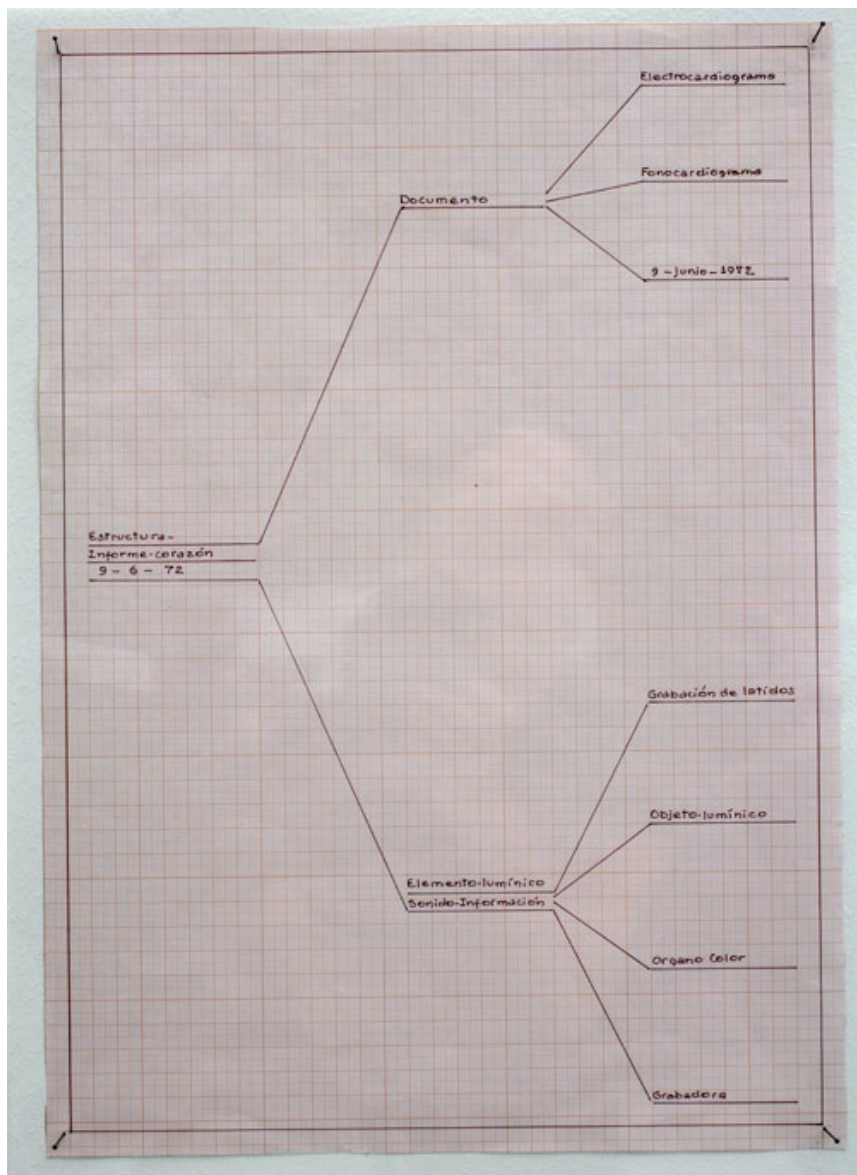 Electrocardiograma
Fonocardiograma
Documento
9-junio-1972
Estructura-
Informe-corazón
9-6-72
Grabación de latidos
Objeto-lumínico
Elemento-lumínico
Sonido-Información
Organo Color
Grabadora